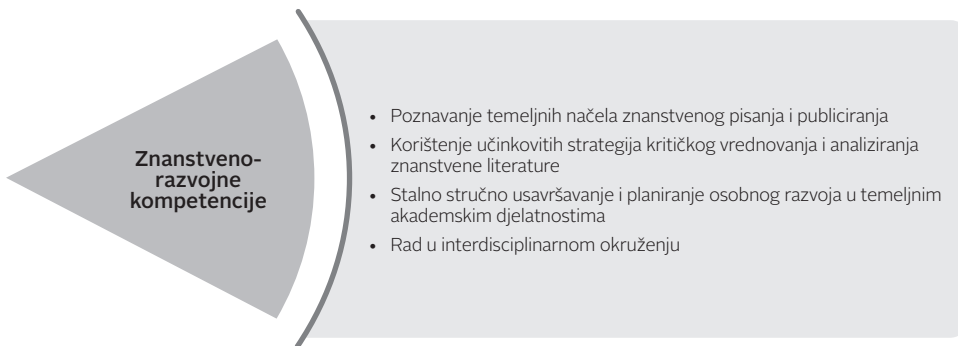 Znanstveno-
razvojne
kompetencije
• Poznavanje temeljnih načela znanstvenog pisanja i publiciranja
• Korištenje učinkovitih strategija kritičkog vrednovanja i analiziranja
znanstvene literature
• Stalno stručno usavršavanje i planiranje osobnog razvoja u temeljnim
akademskim djelatnostima
• Rad u interdisciplinarnom okruženju